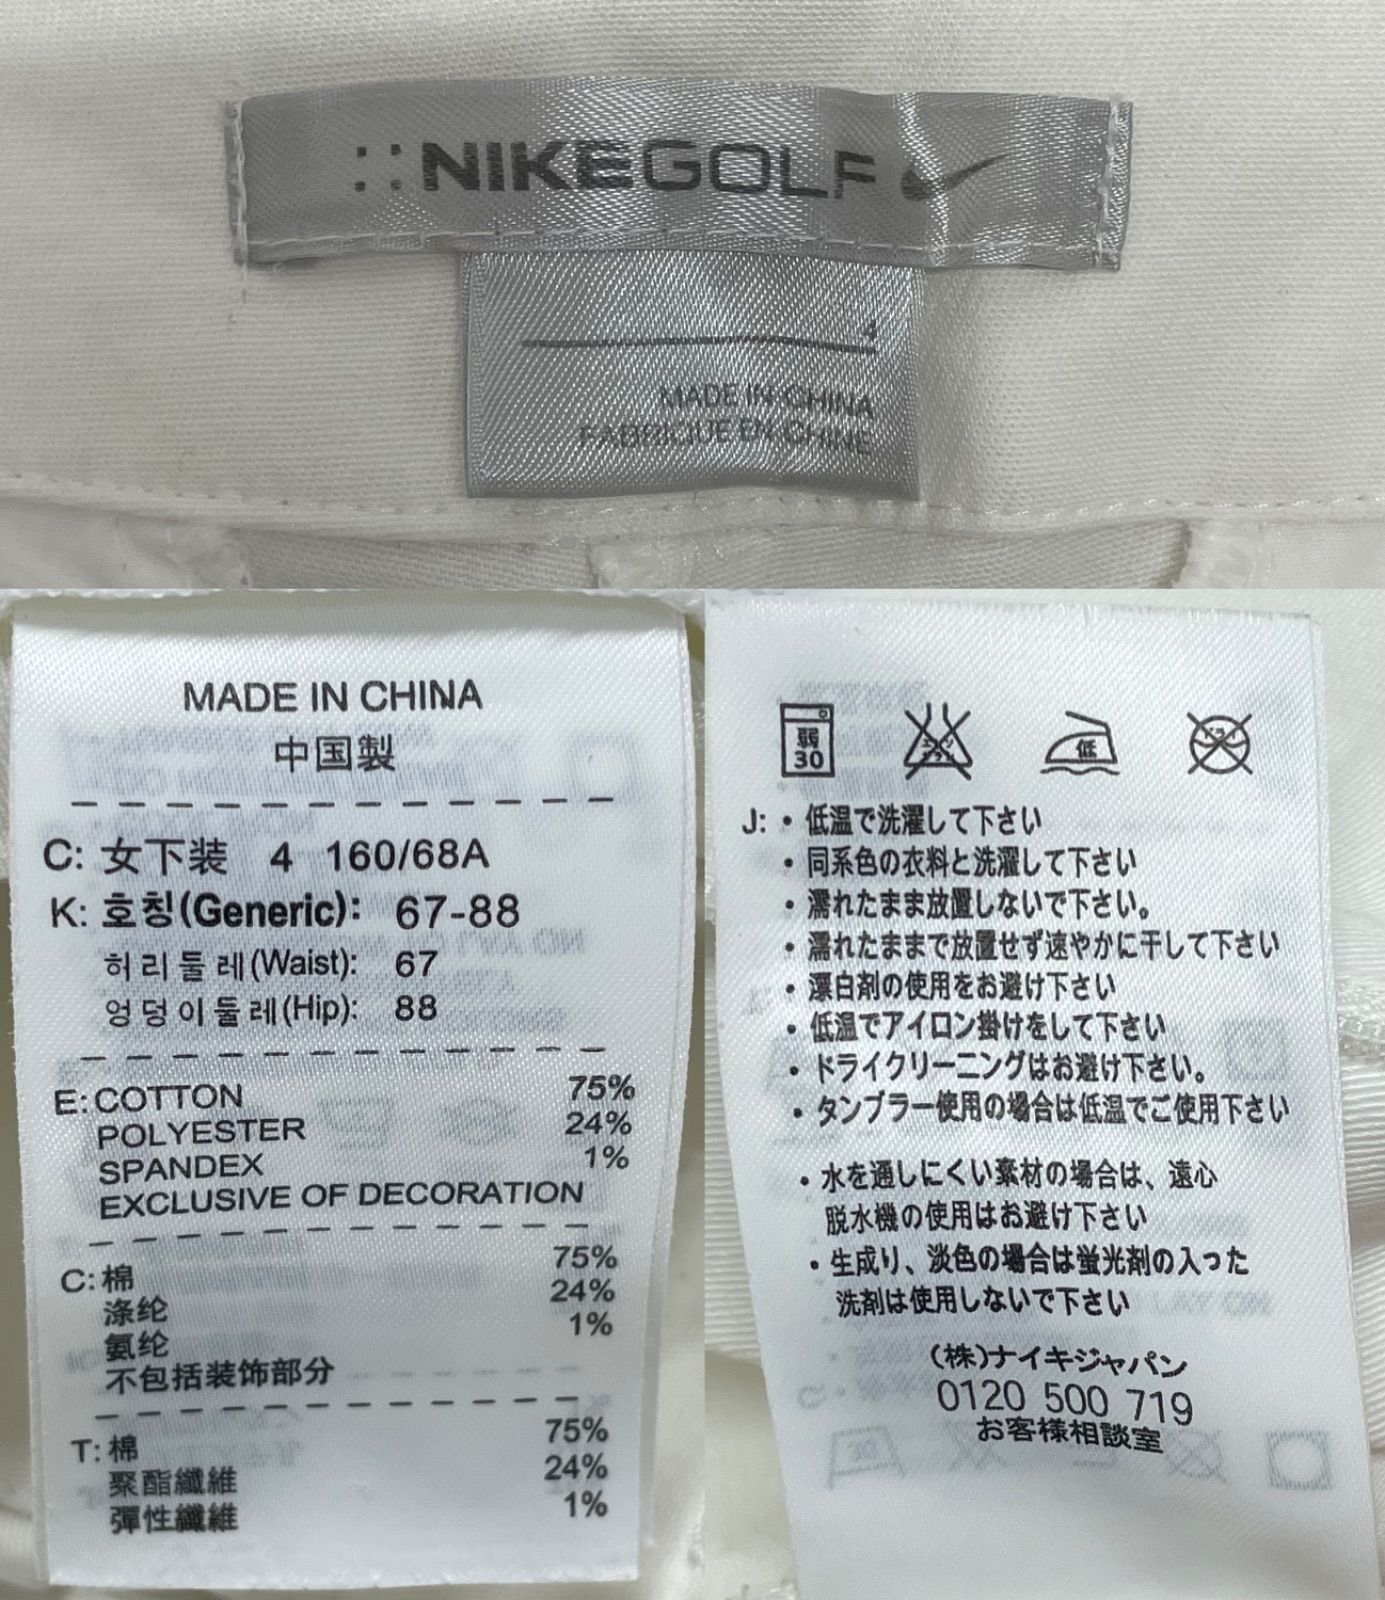 NIKEGOLF
4
MADE IN CHINA
FABRIQUE EN CHINE
MADE IN CHINA
中国製
C: 女下装 4 160/68A
K: 호칭(Generic): 67-88
허리둘레(Waist): 67
엉덩이둘레(Hip): 88
E: COTTON 75%
POLYESTER 24%
SPANDEX 1%
EXCLUSIVE OF DECORATION
C: 棉 75%
涤纶 24%
氨纶 1%
不包括装饰部分
T: 棉 75%
聚酯纖維 24%
彈性纖維 1%
弱
30
低
J: ・低温で洗濯して下さい
・同系色の衣料と洗濯して下さい
・濡れたまま放置しないで下さい。
・濡れたままで放置せず速やかに干して下さい
・漂白剤の使用をお避け下さい
・低温でアイロン掛けをして下さい
・ドライクリーニングはお避け下さい。
・タンブラー使用の場合は低温でご使用下さい
・水を通しにくい素材の場合は、遠心
脱水機の使用はお避け下さい
・生成り、淡色の場合は蛍光剤の入った
洗剤は使用しないで下さい
(株)ナイキジャパン
0120 500 719
お客様相談室